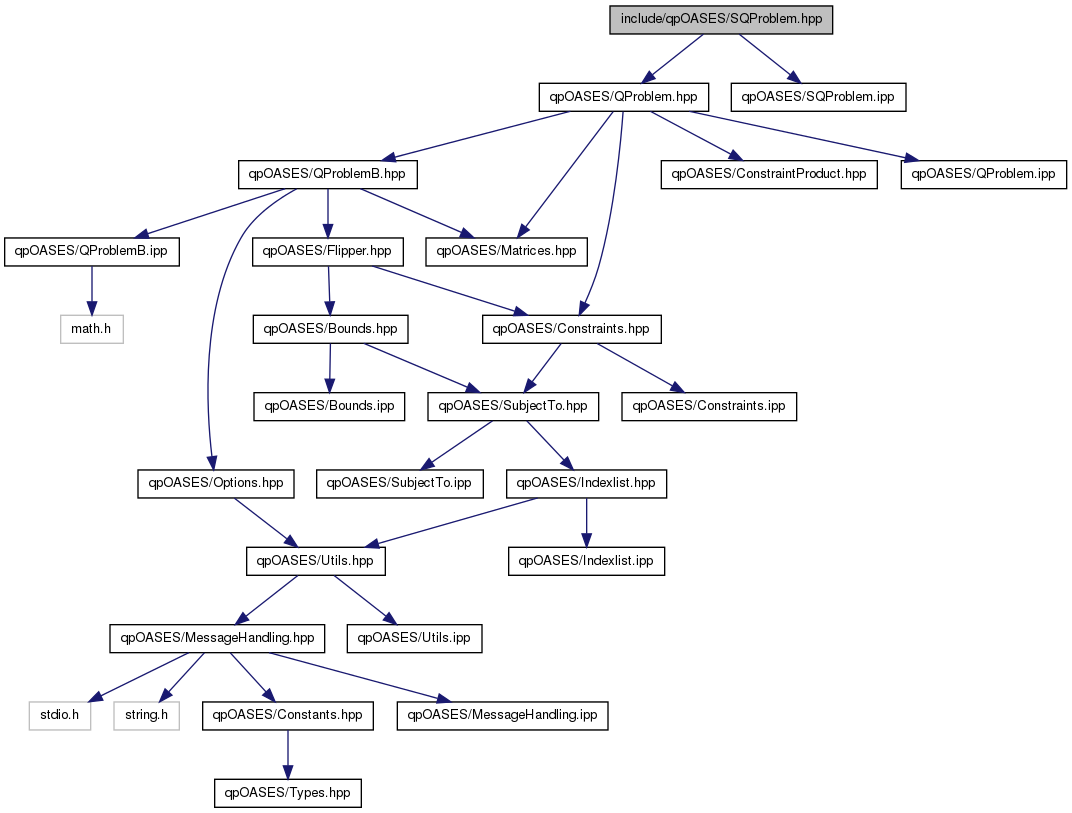 include/qpOASES/SQProblem.hpp
qpOASES/QProblem.hpp
qpOASES/SQProblem.ipp
qpOASES/QProblemB.hpp
qpOASES/ConstraintProduct.hpp
qpOASES/QProblem.ipp
qpOASES/QProblemB.ipp
qpOASES/Flipper.hpp
qpOASES/Matrices.hpp
math.h
qpOASES/Bounds.hpp
qpOASES/Constraints.hpp
qpOASES/Bounds.ipp
qpOASES/SubjectTo.hpp
qpOASES/Constraints.ipp
qpOASES/Options.hpp
qpOASES/SubjectTo.ipp
qpOASES/Indexlist.hpp
qpOASES/Utils.hpp
qpOASES/Indexlist.ipp
qpOASES/MessageHandling.hpp
qpOASES/Utils.ipp
stdio.h
string.h
qpOASES/Constants.hpp
qpOASES/MessageHandling.ipp
qpOASES/Types.hpp